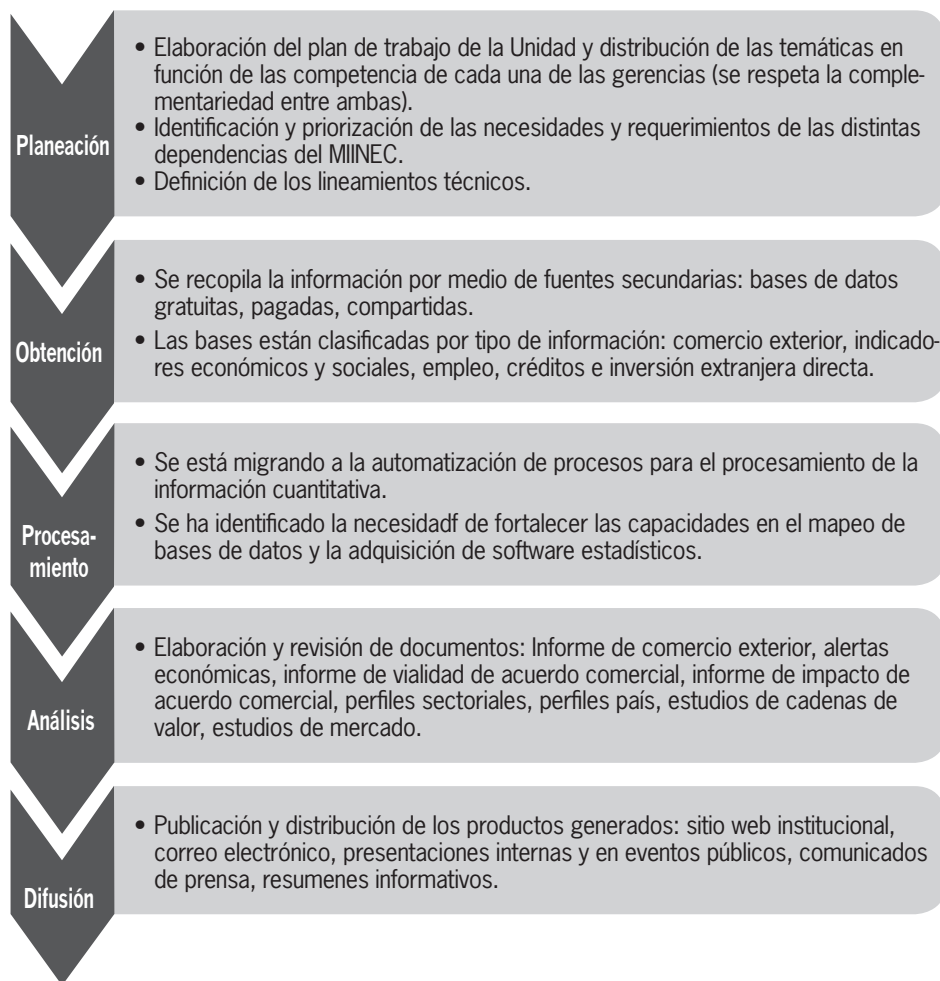 Planeación
• Elaboración del plan de trabajo de la Unidad y distribución de las temáticas en
función de las competencia de cada una de las gerencias (se respeta la comple-
mentariedad entre ambas).
• Identificación y priorización de las necesidades y requerimientos de las distintas
dependencias del MIINEC.
• Definición de los lineamientos técnicos.
Obtención
• Se recopila la información por medio de fuentes secundarias: bases de datos
gratuitas, pagadas, compartidas.
• Las bases están clasificadas por tipo de información: comercio exterior, indicado-
res económicos y sociales, empleo, créditos e inversión extranjera directa.
Procesa-
miento
• Se está migrando a la automatización de procesos para el procesamiento de la
información cuantitativa.
• Se ha identificado la necesidadf de fortalecer las capacidades en el mapeo de
bases de datos y la adquisición de software estadísticos.
Análisis
• Elaboración y revisión de documentos: Informe de comercio exterior, alertas
económicas, informe de vialidad de acuerdo comercial, informe de impacto de
acuerdo comercial, perfiles sectoriales, perfiles país, estudios de cadenas de
valor, estudios de mercado.
Difusión
• Publicación y distribución de los productos generados: sitio web institucional,
correo electrónico, presentaciones internas y en eventos públicos, comunicados
de prensa, resumenes informativos.